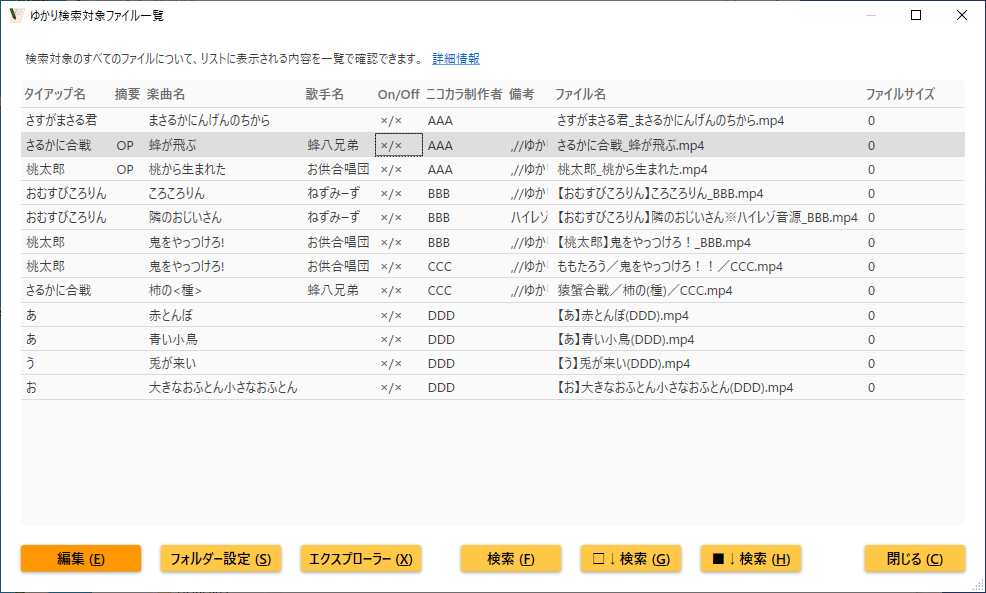 ゆかり検索対象ファイル一覧
検索対象のすべてのファイルについて、リストに表示される内容を一覧で確認できます。 詳細情報
タイアップ名 摘要 楽曲名 歌手名 On/Off ニコカラ制作者 備考 ファイル名 ファイルサイズ
さすがまさる君 まさるかにんげんのちから ×/× AAA さすがまさる君_まさるかにんげんのちから.mp4 0
さるかに合戦 OP 蜂が飛ぶ 蜂八兄弟 ×/× AAA ,//ゆか さるかに合戦_蜂が飛ぶ.mp4 0
桃太郎 OP 桃から生まれた お供合唱団 ×/× AAA ,//ゆか 桃太郎_桃から生まれた.mp4 0
おむすびころりん ころころりん ねずみーず ×/× BBB ,//ゆか 【おむすびころりん】ころころりん_BBB.mp4 0
おむすびころりん 隣のおじいさん ねずみーず ×/× BBB ハイレゾ 【おむすびころりん】隣のおじいさん※ハイレゾ音源_BBB.mp4 0
桃太郎 鬼をやっつけろ! お供合唱団 ×/× BBB ,//ゆか 【桃太郎】鬼をやっつけろ！_BBB.mp4 0
桃太郎 鬼をやっつけろ! お供合唱団 ×/× CCC ,//ゆか ももたろう／鬼をやっつけろ！！／CCC.mp4 0
さるかに合戦 柿の<種> 蜂八兄弟 ×/× CCC ,//ゆか 猿蟹合戦／柿の(種)／CCC.mp4 0
あ 赤とんぼ ×/× DDD 【あ】赤とんぼ(DDD).mp4 0
あ 青い小鳥 ×/× DDD 【あ】青い小鳥(DDD).mp4 0
う 兎が来い ×/× DDD 【う】兎が来い(DDD).mp4 0
お 大きなおふとん小さなおふとん ×/× DDD 【お】大きなおふとん小さなおふとん(DDD).mp4 0
編集 (E) フォルダー設定 (S) エクスプローラー (X) 検索 (F) □↓検索 (G) ■↓検索 (H) 閉じる (C)